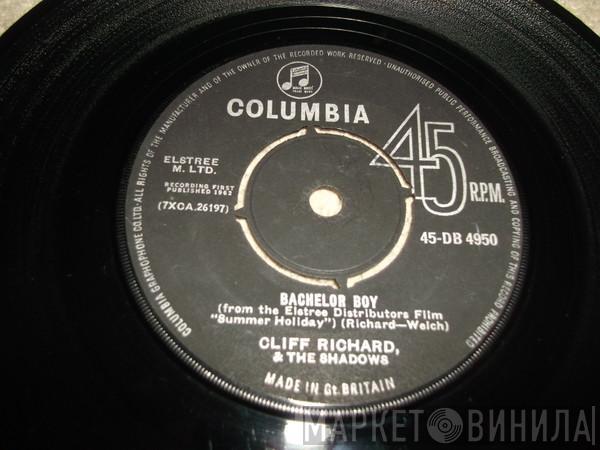 COLUMBIA GRAPHOPHONE CO.LTD·ALL RIGHTS OF THE MANUFACTURER AND OF THE OWNER OF THE RECORDED WORK RESERVED·UNAUTHORISED PUBLIC PERFORMANCE BROADCASTING AND COPYING OF THIS RECORD PROHIBITED
COLUMBIA
45
R.P.M.
ELSTREE
M. LTD.
RECORDING FIRST
PUBLISHED 1962
(7XCA.26197)
45-DB 4950
BACHELOR BOY
(from the Elstree Distributors Film
"Summer Holiday") (Richard—Welch)
CLIFF RICHARD,
& THE SHADOWS
MADE IN Gt. BRITAIN
МАРКЕТ ВИНИЛА